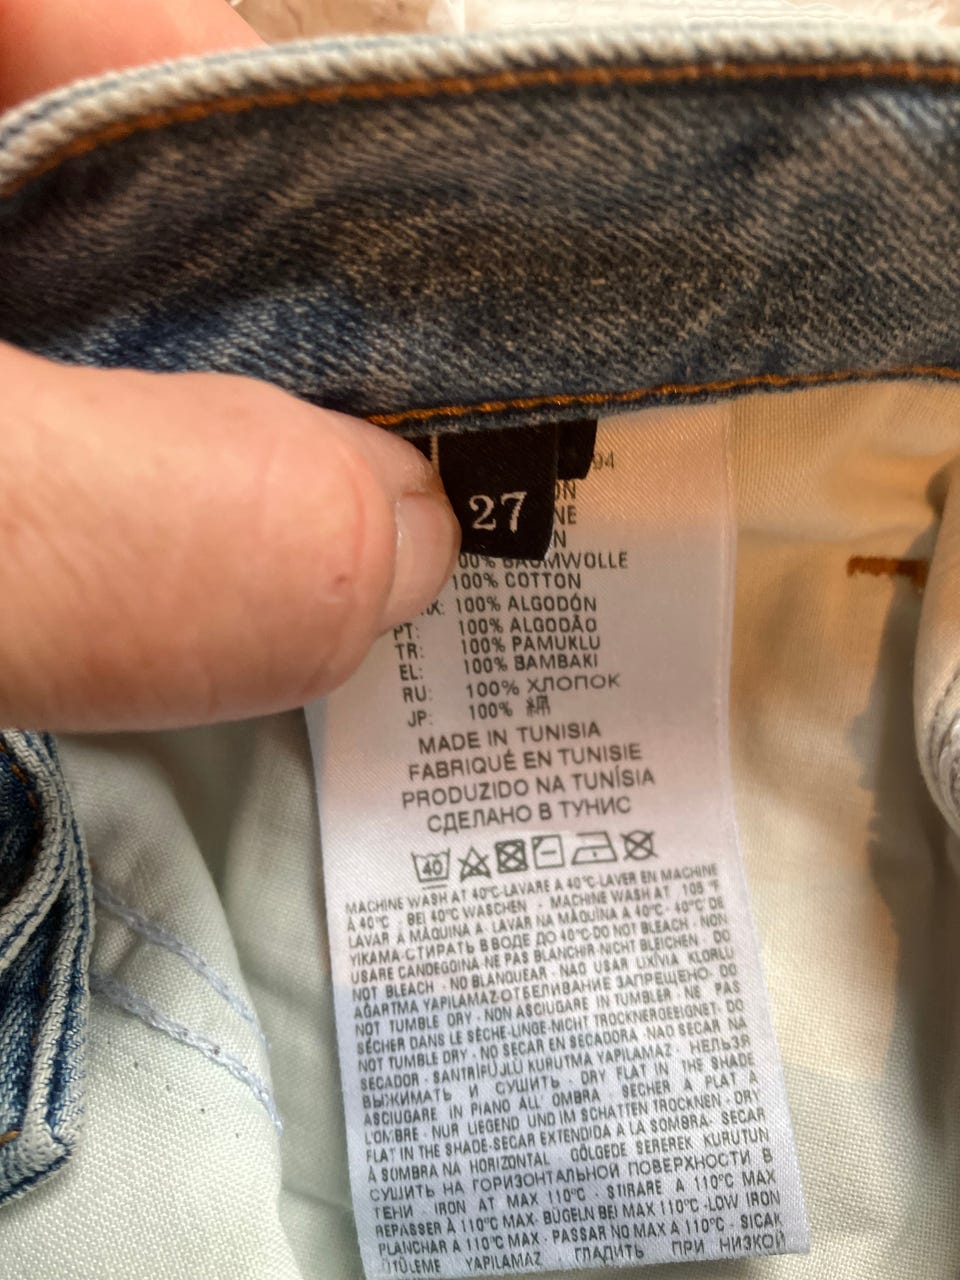 27
94
ON
NE
N
00% BAUMWOLLE
100% COTTON
100% ALGODÓN
PT: 100% ALGODÃO
TR: 100% PAMUKLU
EL: 100% BAMBAKI
RU: 100% ХЛОПОК
JP: 100% 綿
MADE IN TUNISIA
FABRIQUÉ EN TUNISIE
PRODUZIDO NA TUNÍSIA
СДЕЛАНО В ТУНИС
40
MACHINE WASH AT 40°C-LAVARE A 40°C-LAVER EN MACHINE
À 40°C · BEI 40°C WASCHEN · MACHINE WASH AT 105 °F
LAVAR A MÁQUINA A · LAVAR NA MÁQUINA A 40°C · 40°C DE
YIKAMA-СТИРАТЬ В ВОДЕ ДО 40°C-DO NOT BLEACH · NON
USARE CANDEGGINA-NE PAS BLANCHIR-NICHT BLEICHEN · DO
NOT BLEACH · NO BLANQUEAR · NAO USAR LIXÍVIA KLORLU
AĞARTMA YAPILAMAZ-ОТБЕЛИВАНИЕ ЗАПРЕЩЕНО- DO
NOT TUMBLE DRY · NON ASCIUGARE IN TUMBLER · NE PAS
SÉCHER DANS LE SÈCHE-LINGE-NICHT TROCKNERGEEIGNET- DO
NOT TUMBLE DRY · NO SECAR EN SECADORA · NAO SECAR NA
SECADOR · SANTRİFÜJLÜ KURUTMA YAPILAMAZ · НЕЛЬЗЯ
ВЫЖИМАТЬ И СУШИТЬ · DRY FLAT IN THE SHADE
ASCIUGARE IN PIANO ALL' OMBRA · SÉCHER A PLAT À
L'OMBRE · NUR LIEGEND UND IM SCHATTEN TROCKNEN · DRY
FLAT IN THE SHADE-SECAR EXTENDIDA A LA SOMBRA- SECAR
À SOMBRA NA HORIZONTAL GÖLGEDE SEREREK KURUTUN
СУШИТЬ НА ГОРИЗОНТАЛЬНОЙ ПОВЕРХНОСТИ В
ТЕНИ · IRON AT MAX 110°C · STIRARE A 110°C MAX
REPASSER À 110°C MAX- BÜGELN BEI MAX 110°C -LOW IRON
PLANCHAR A 110°C MAX · PASSAR NO MAX A 110°C · SICAK
ÜTÜLEME YAPILAMAZ ГЛАДИТЬ ПРИ НИЗКОЙ